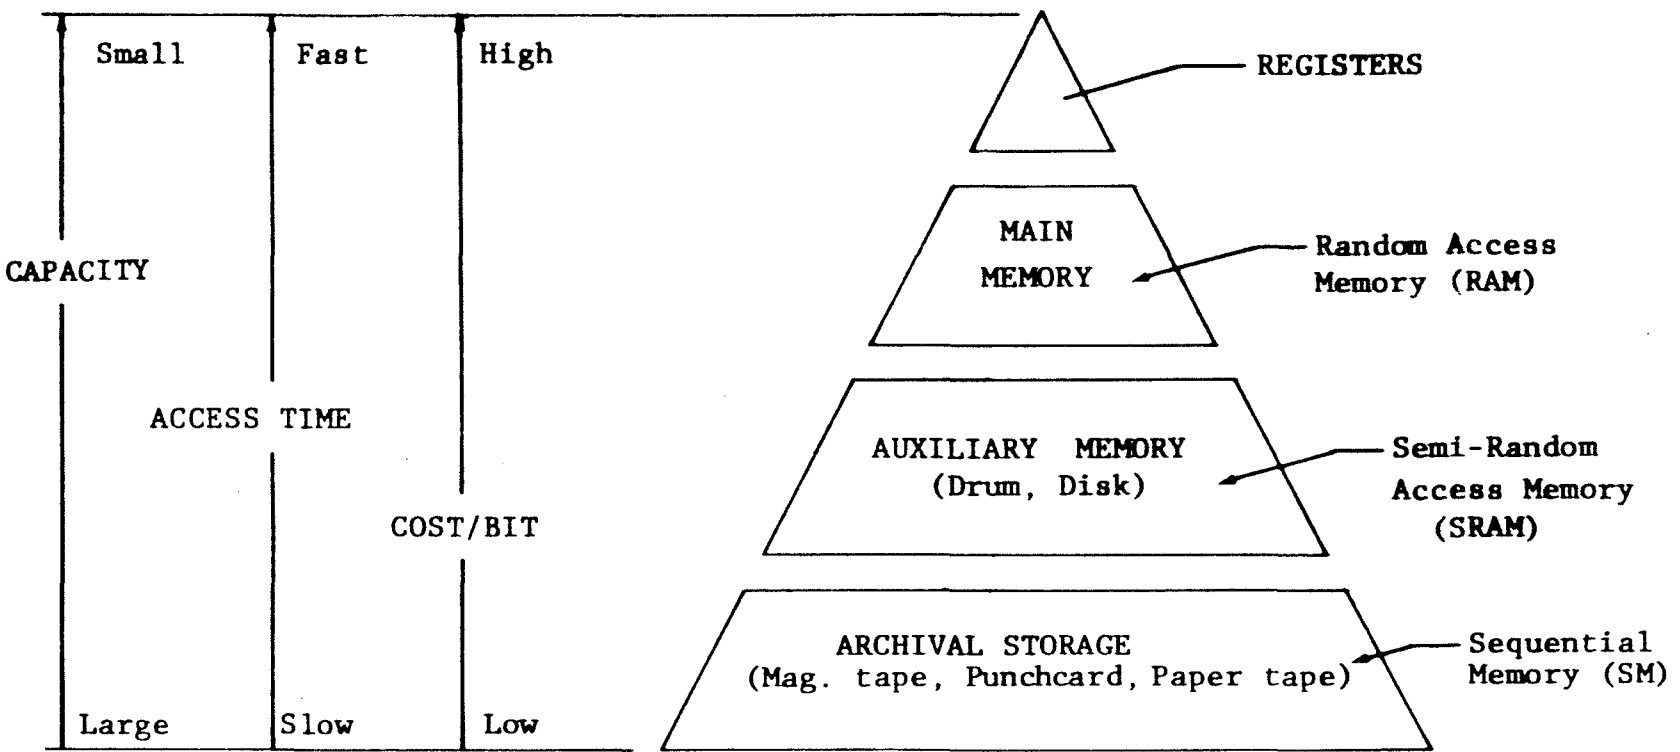 Small
Fast
High
REGISTERS
CAPACITY
MAIN
MEMORY
Random Access
Memory (RAM)
ACCESS TIME
COST/BIT
AUXILIARY MEMORY
(Drum, Disk)
Semi-Random
Access Memory
(SRAM)
ARCHIVAL STORAGE
(Mag. tape, Punchcard, Paper tape)
Sequential
Memory (SM)
Large
Slow
Low